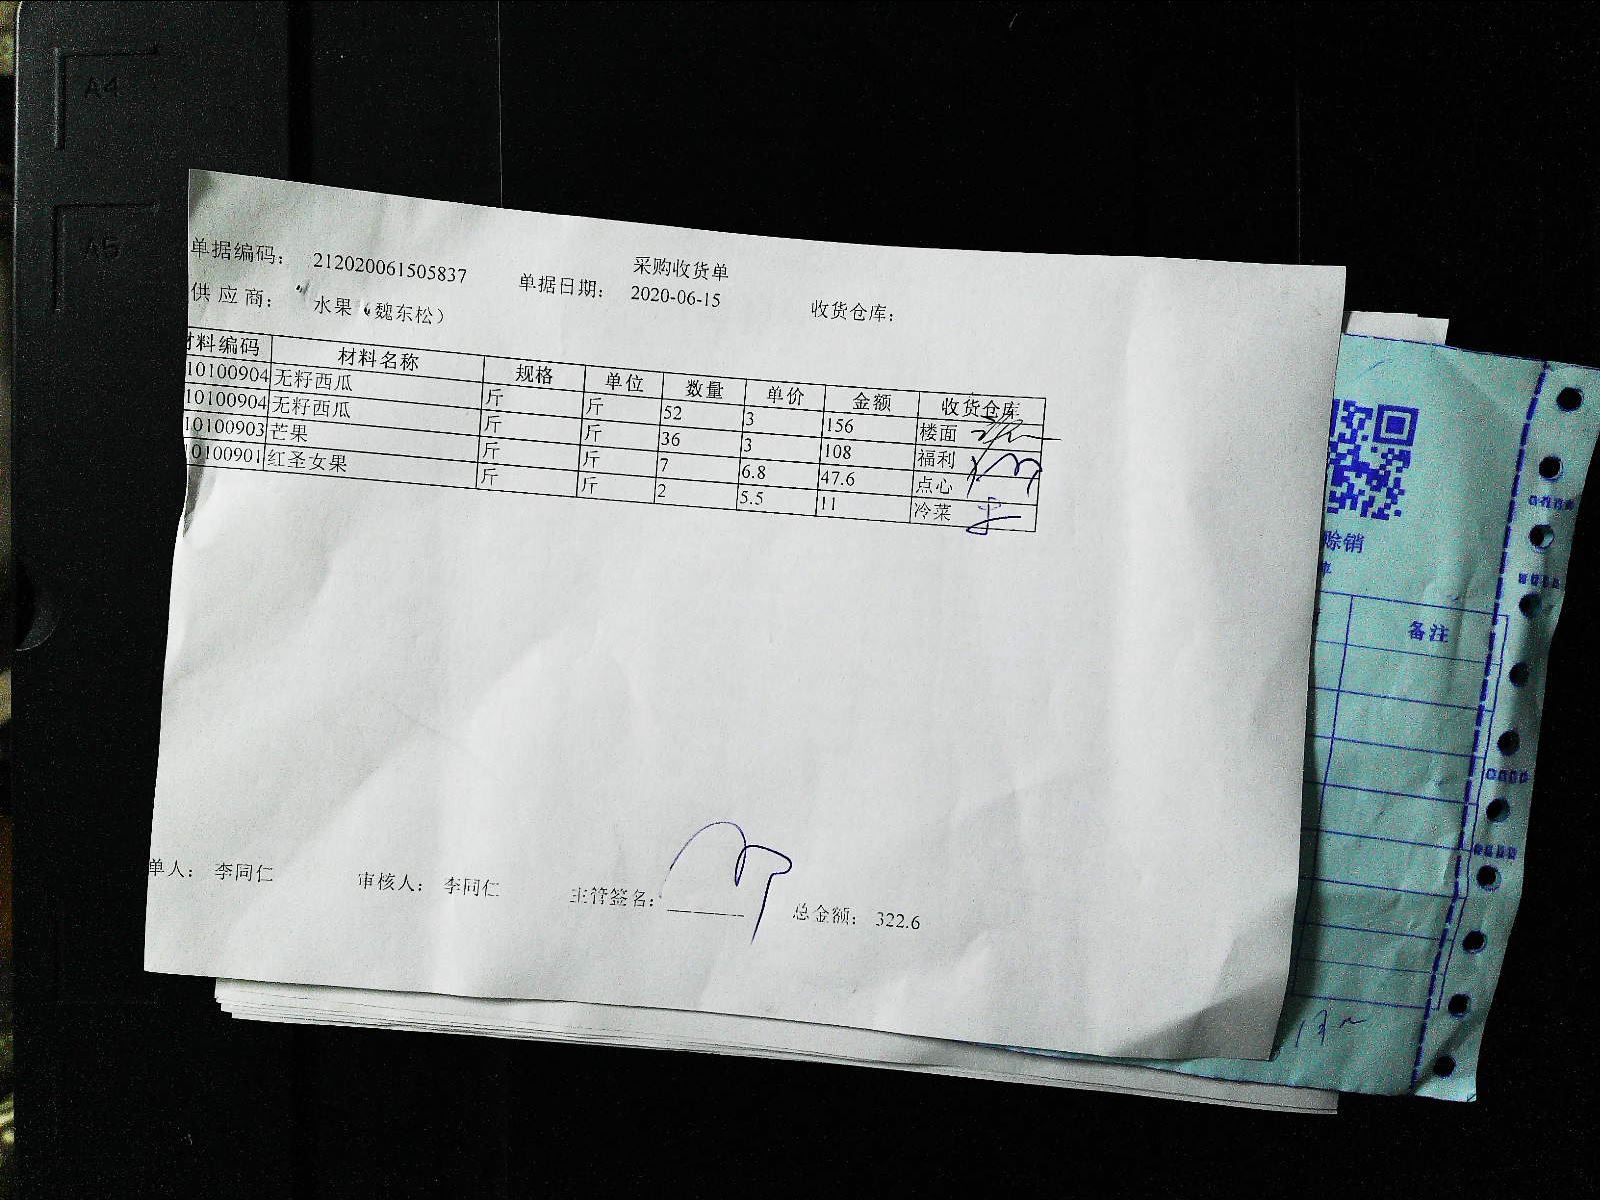 采购收货单
单据编码： 212020061505837 单据日期： 2020-06-15 收货仓库：
供应商： 水果（魏东松）
材料编码 材料名称 规格 单位 数量 单价 金额 收货仓库
10100904 无籽西瓜 斤 斤 52 3 156 楼面
10100904 无籽西瓜 斤 斤 36 3 108 福利
10100903 芒果 斤 斤 7 6.8 47.6 点心
10100901 红圣女果 斤 斤 2 5.5 11 冷菜
单人： 李同仁 审核人： 李同仁 主管签名： 总金额： 322.6
赊销
备注
A4
A5